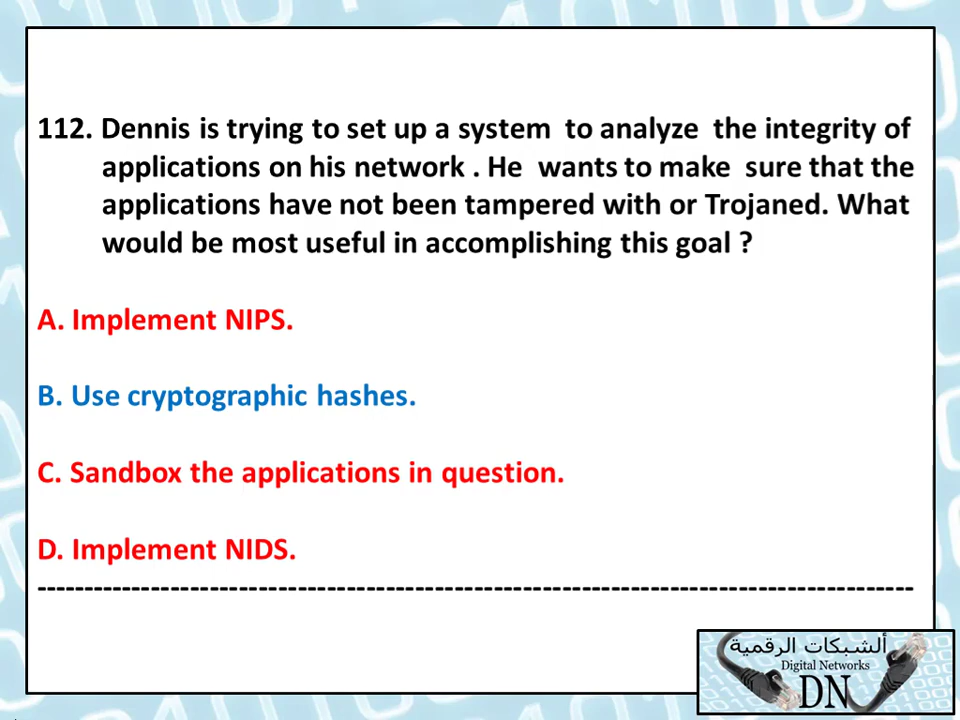 112. Dennis is trying to set up a system to analyze the integrity of
applications on his network . He wants to make sure that the
applications have not been tampered with or Trojaned. What
would be most useful in accomplishing this goal ?
A. Implement NIPS.
B. Use cryptographic hashes.
C. Sandbox the applications in question.
D. Implement NIDS.
--------------------------------------------------------------------------------------------
ألشبكات الرقمية
Digital Networks
DN